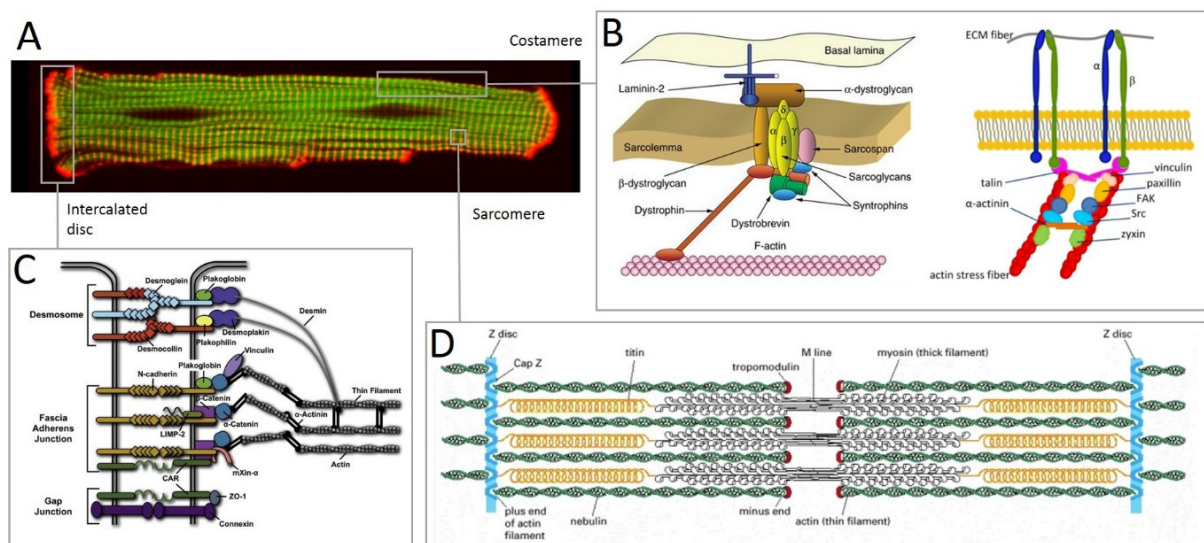 A
Costamere
Intercalated
disc
Sarcomere
B
Basal lamina
Laminin-2
α-dystroglycan
δ
α
β
γ
Sarcolemma
Sarcospan
β-dystroglycan
Sarcoglycans
Dystrophin
Dystrobrevin
Syntrophins
F-actin
ECM fiber
α
β
talin
vinculin
paxillin
α-actinin
FAK
Src
zyxin
actin stress fiber
C
Desmoglein
Plakoglobin
Desmosome
Desmin
Desmoplakin
Plakophilin
Desmocollin
Vinculin
Plakoglobin
N-cadherin
β-Catenin
Thin Filament
α-Actinin
Fascia
Adherens
Junction
LIMP-2
α-Catenin
Actin
mXin-α
CAR
Gap
Junction
ZO-1
Connexin
D
Z disc
Z disc
Cap Z
titin
tropomodulin
M line
myosin (thick filament)
plus end
of actin
filament
nebulin
minus end
actin (thin filament)